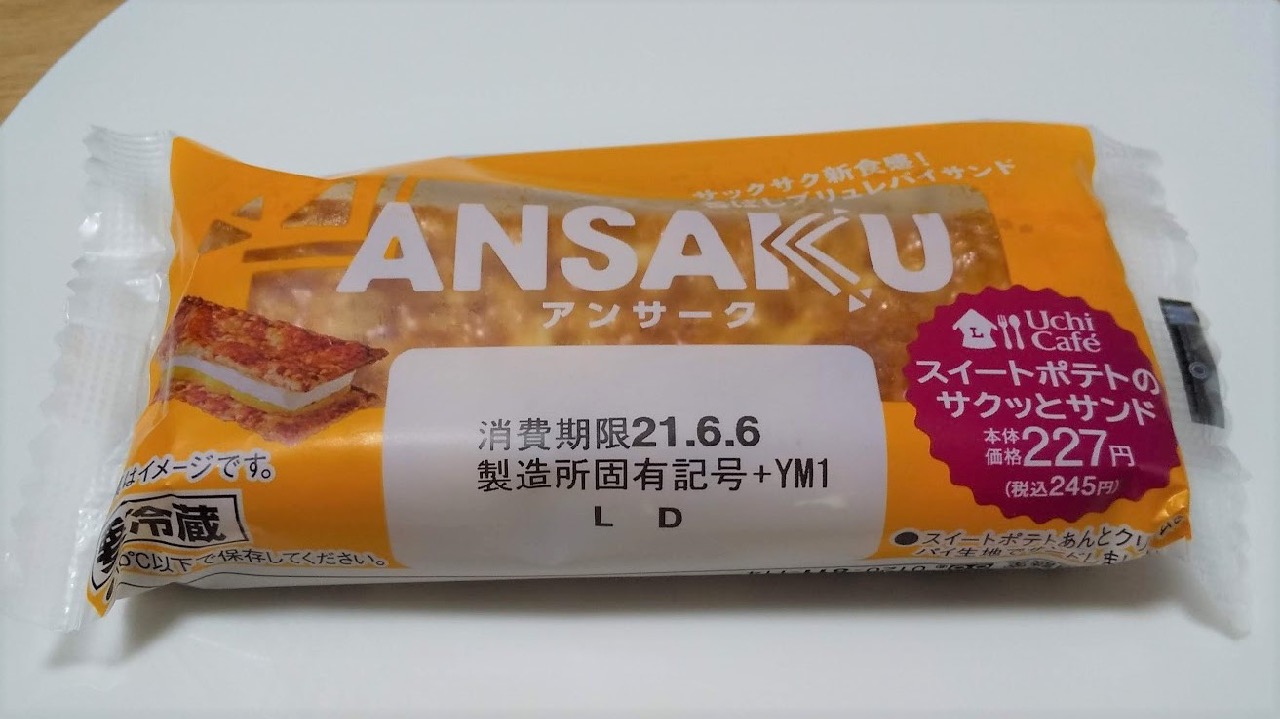 サックサク新食感!
香ばしブリュレパイサンド
ANSAKU
アンサーク
Uchi
Café
スイートポテトの
サクッとサンド
本体
価格227円
(税込245円)
消費期限21.6.6
製造所固有記号+YM1
L D
はイメージです。
要冷蔵
℃以下で保存してください。
●スイートポテトあんとクリ
パイ生地で